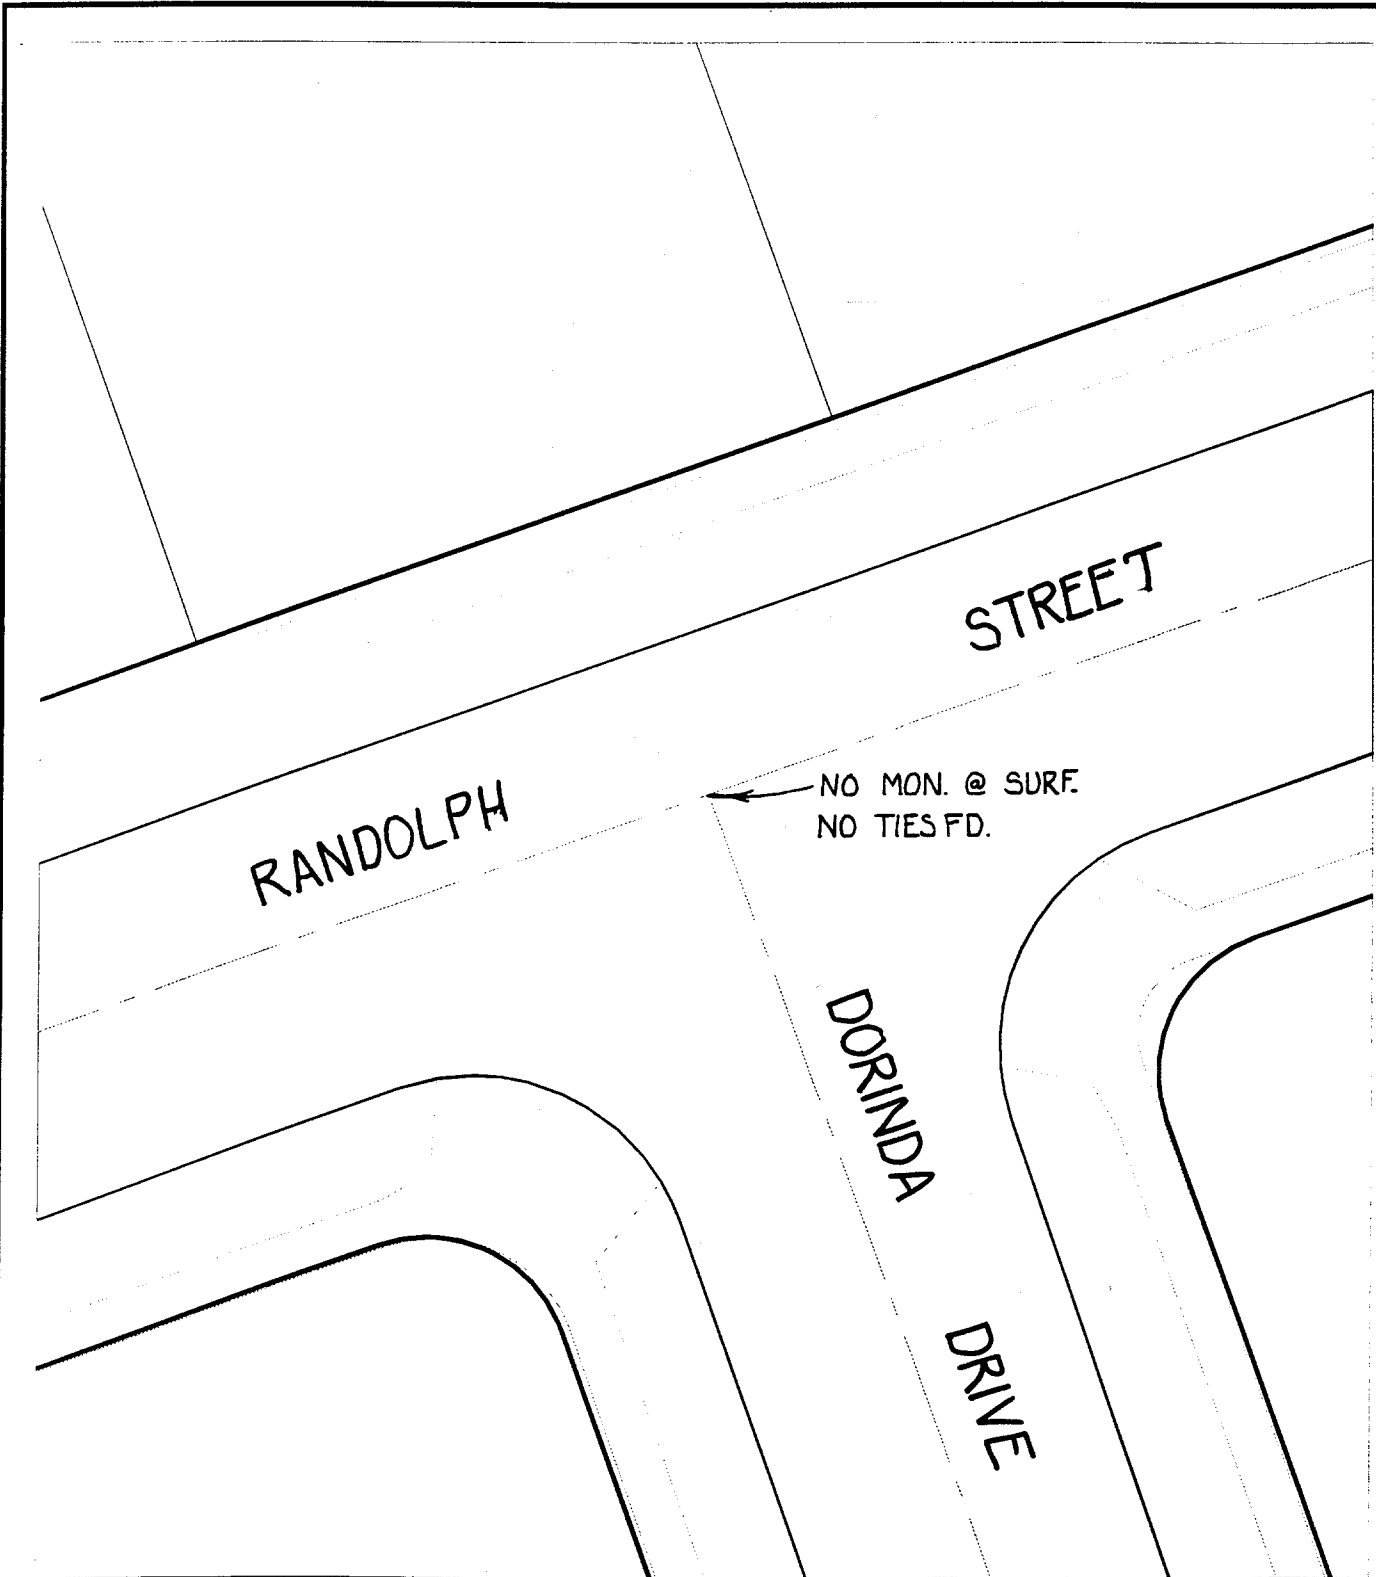 RANDOLPH STREET
NO MON. @ SURF.
NO TIES FD.
DORINDA DRIVE